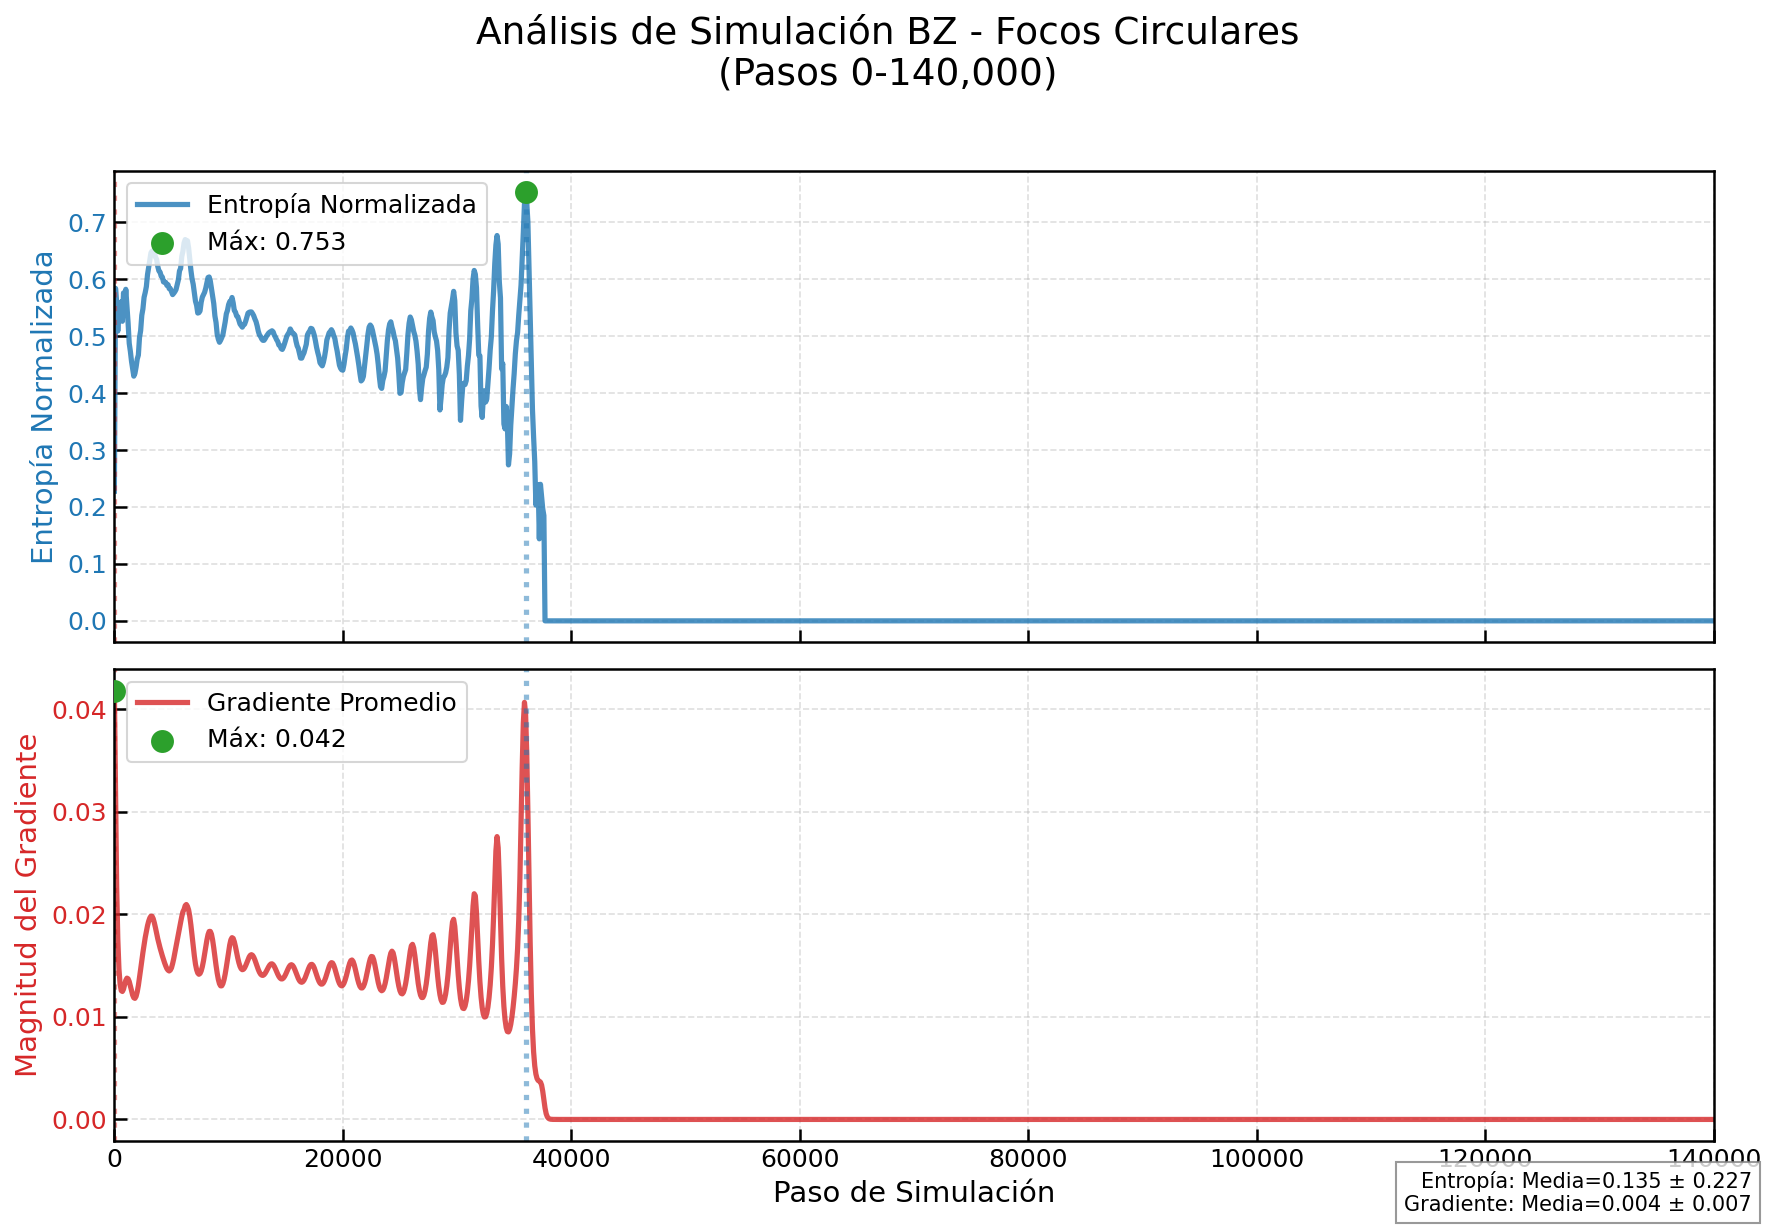 Análisis de Simulación BZ - Focos Circulares
(Pasos 0-140,000)
Entropía Normalizada
Máx: 0.753
Entropía Normalizada
0.7
0.6
0.5
0.4
0.3
0.2
0.1
0.0
Gradiente Promedio
Máx: 0.042
Magnitud del Gradiente
0.04
0.03
0.02
0.01
0.00
0 20000 40000 60000 80000 100000 120000 140000
Paso de Simulación
Entropía: Media=0.135 ± 0.227
Gradiente: Media=0.004 ± 0.007